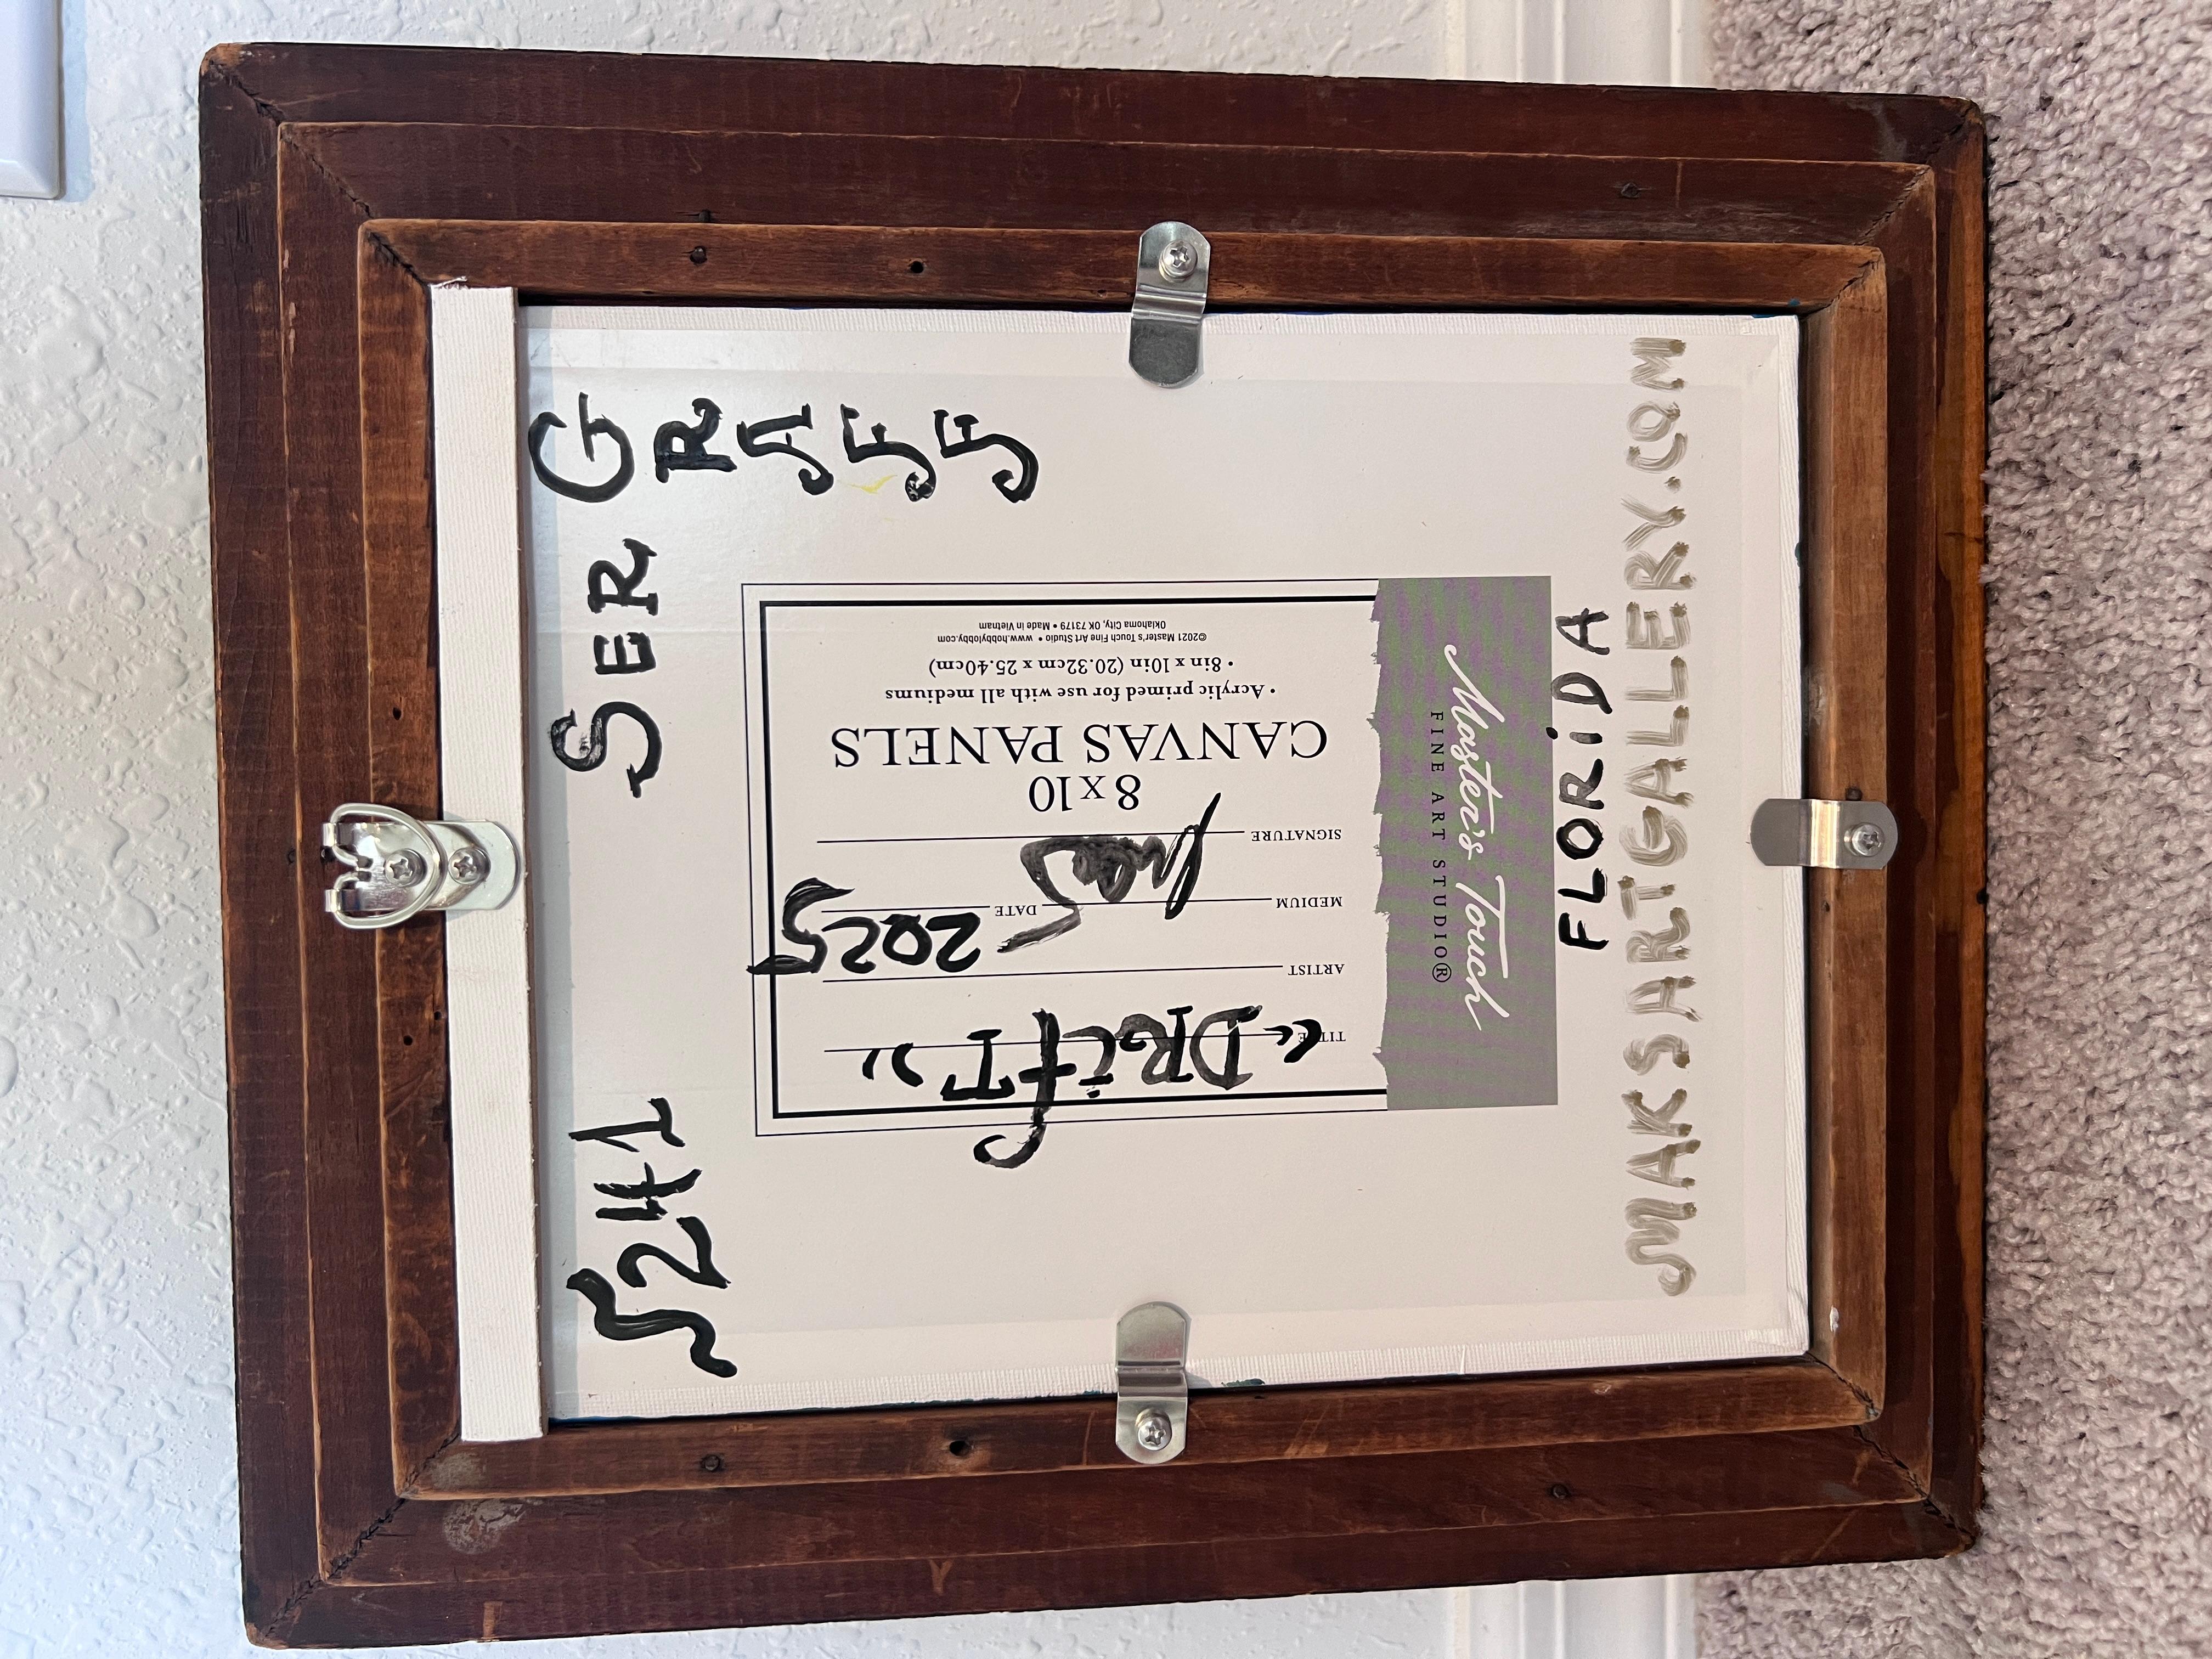 5241 SER GRAFF
«DRifT»
2025
Master's Touch
FINE ART STUDIO®
TITLE
ARTIST
MEDIUM DATE
SIGNATURE
8x10
CANVAS PANELS
• Acrylic primed for use with all mediums
• 8in x 10in (20.32cm x 25.40cm)
©2021 Master's Touch Fine Art Studio • www.hobbylobby.com
Oklahoma City, OK 73179 • Made in Vietnam
FLORiDA
MAKSARTGALLERY.COM